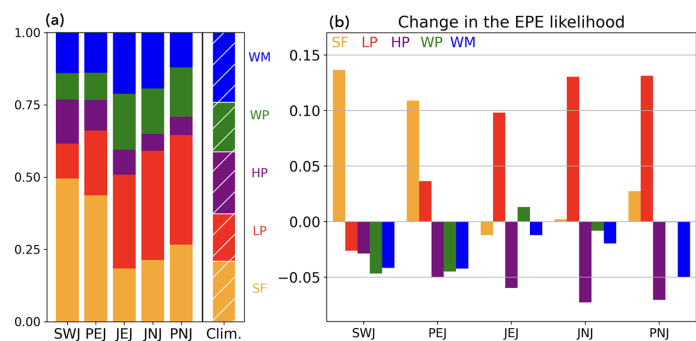 (a)
1.00
0.75
0.50
0.25
0.00
SWJ PEJ JEJ JNJ PNJ Clim.
WM
WP
HP
LP
SF
(b) Change in the EPE likelihood
SF LP HP WP WM
0.15
0.10
0.05
0.00
−0.05
SWJ PEJ JEJ JNJ PNJ